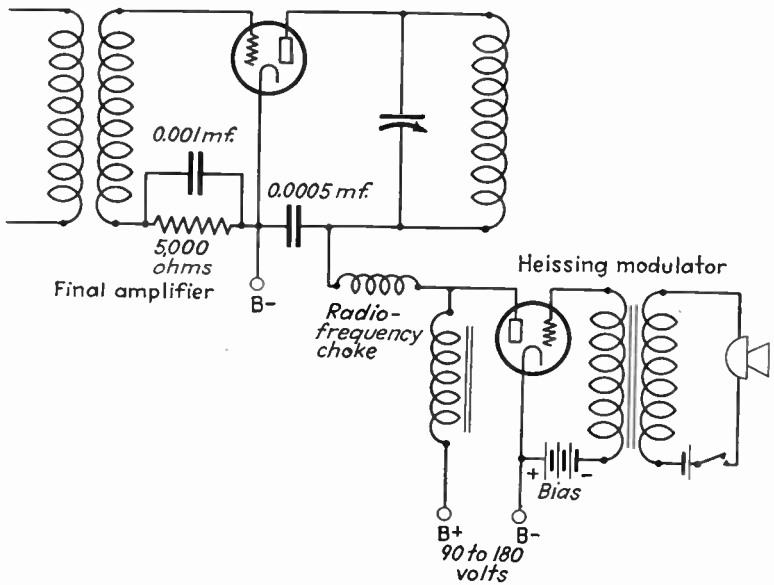 0.001 mf.
0.0005 mf.
5,000
ohms
Final amplifier
B-
Heissing modulator
Radio-
frequency
choke
+
-
Bias
B+
B-
90 to 180
volts